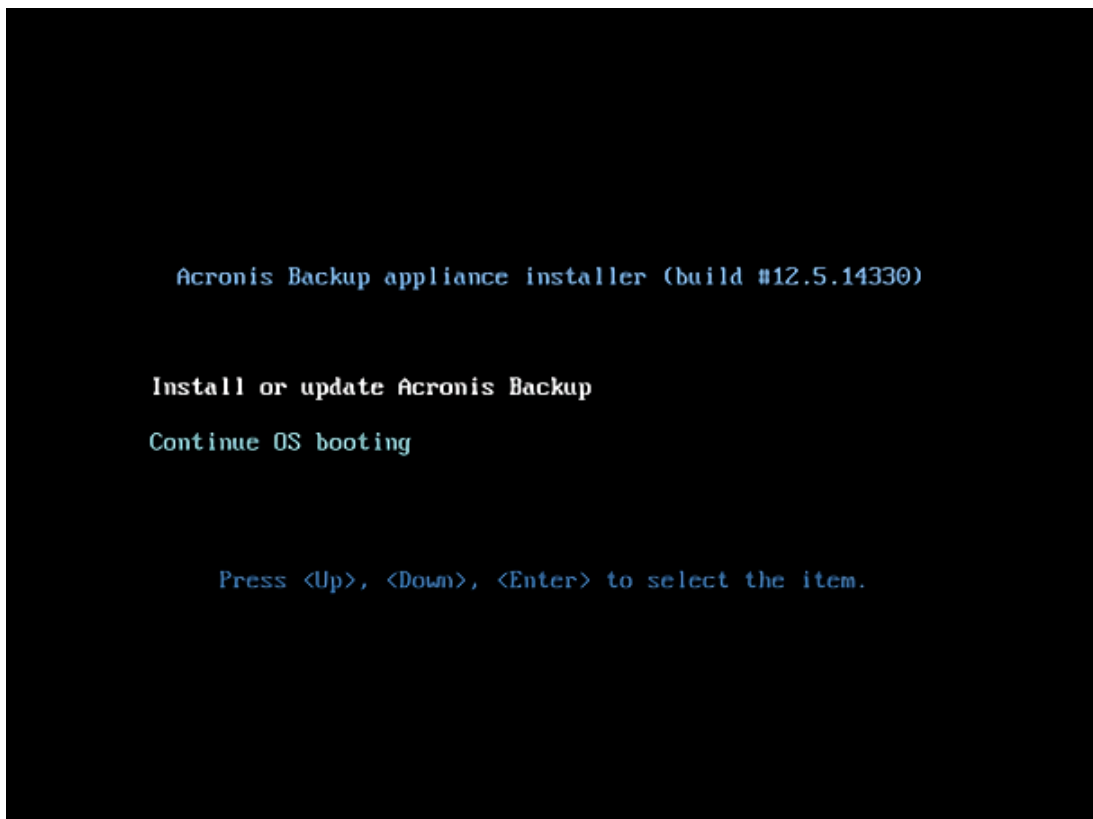 Acronis Backup appliance installer (build #12.5.14330)
Install or update Acronis Backup
Continue OS booting
Press <Up>, <Down>, <Enter> to select the item.